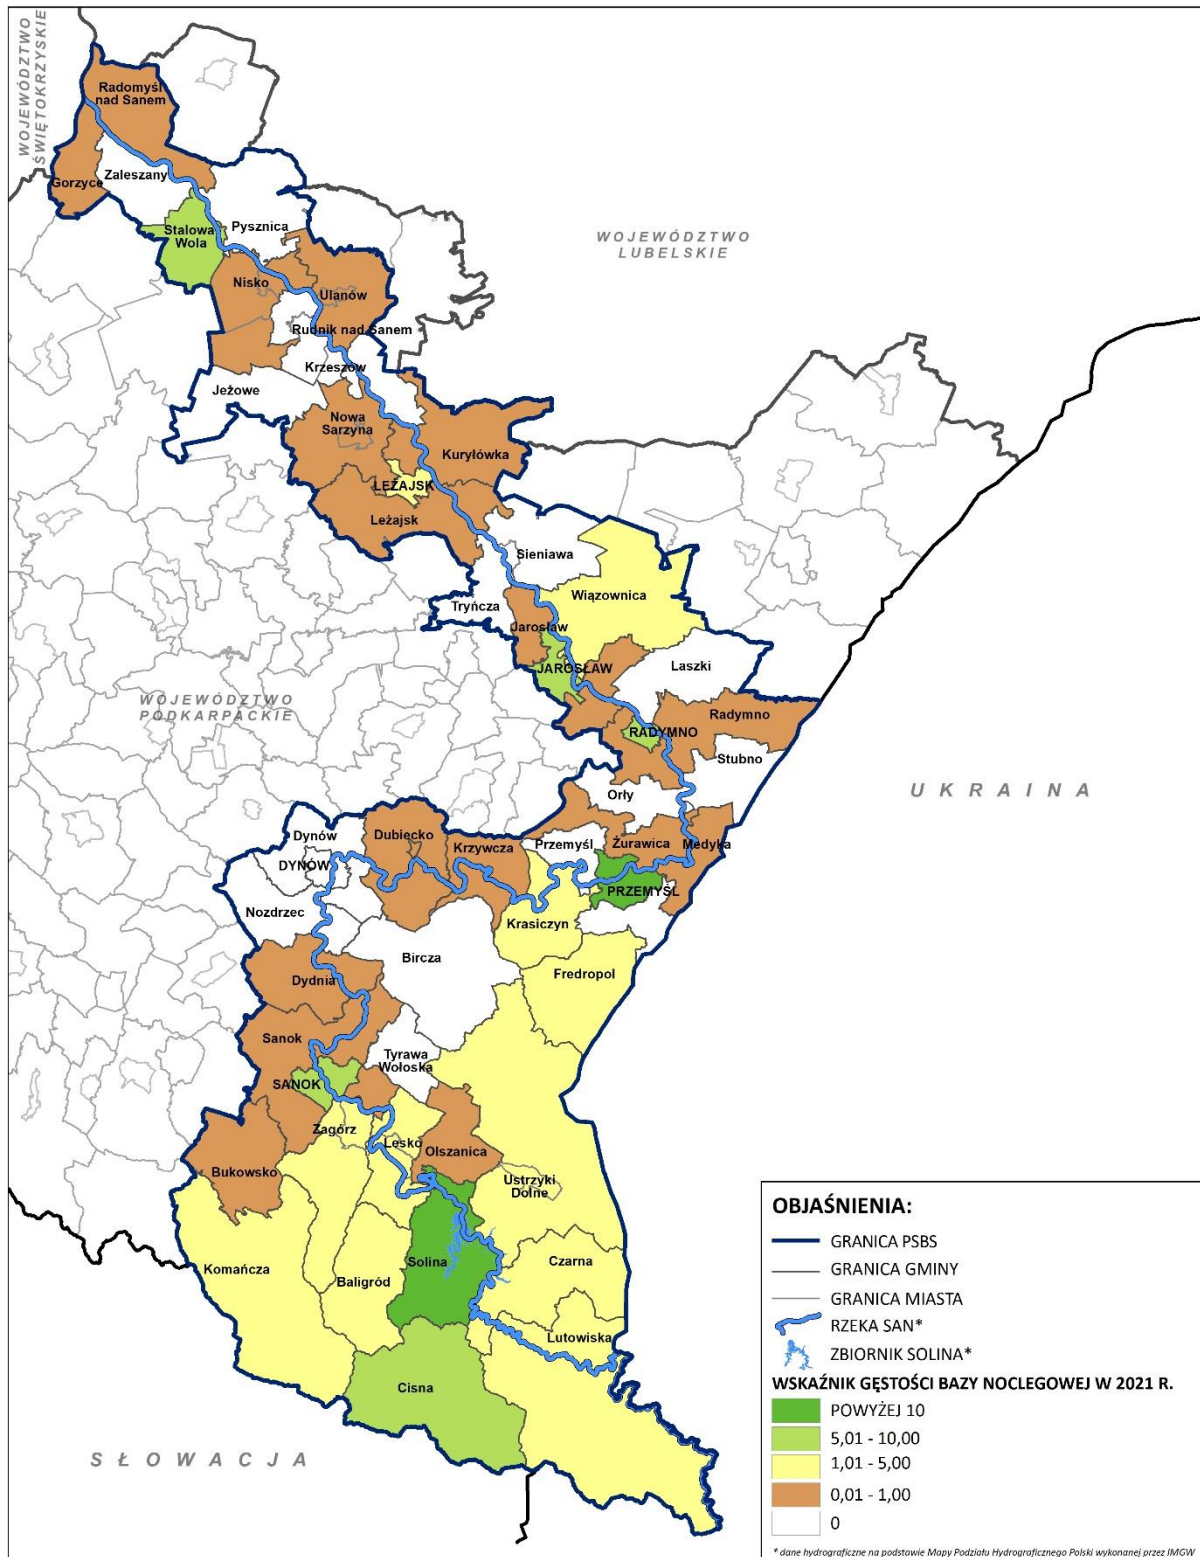 WOJEWÓDZTWO
ŚWIĘTOKRZYSKIE
Radomyśl
nad Sanem
Gorzyce
Zaleszany
Stalowa
Wola
Pysznica
WOJEWÓDZTWO
LUBELSKIE
Nisko
Ulanów
Rudnik nad Sanem
Krzeszów
Jeżowe
Nowa
Sarzyna
Kuryłówka
LEŻAJSK
Leżajsk
Sieniawa
Wiązownica
Tryńcza
Jarosław
JAROSŁAW
Laszki
WOJEWÓDZTWO
PODKARPACKIE
Radymno
RADYMNO
Stubno
UKRAINA
Orły
Dynów
DYNÓW
Dubiecko
Krzywcza
Przemyśl
Żurawica
Medyka
PRZEMYŚL
Nozdrzec
Krasiczyn
Bircza
Fredropol
Dydnia
Sanok
Tyrawa
Wołoska
SANOK
Zagórz
Lesko
Olszanica
Bukowsko
Ustrzyki
Dolne
Komańcza
Baligród
Solina
Czarna
Lutowiska
Cisna
SŁOWACJA
OBJAŚNIENIA:
GRANICA PSBS
GRANICA GMINY
GRANICA MIASTA
RZEKA SAN*
ZBIORNIK SOLINA*
WSKAŹNIK GĘSTOŚCI BAZY NOCLEGOWEJ W 2021 R.
POWYŻEJ 10
5,01 - 10,00
1,01 - 5,00
0,01 - 1,00
0
* dane hydrograficzne na podstawie Mapy Podziału Hydrograficznego Polski wykonanej przez IMGW